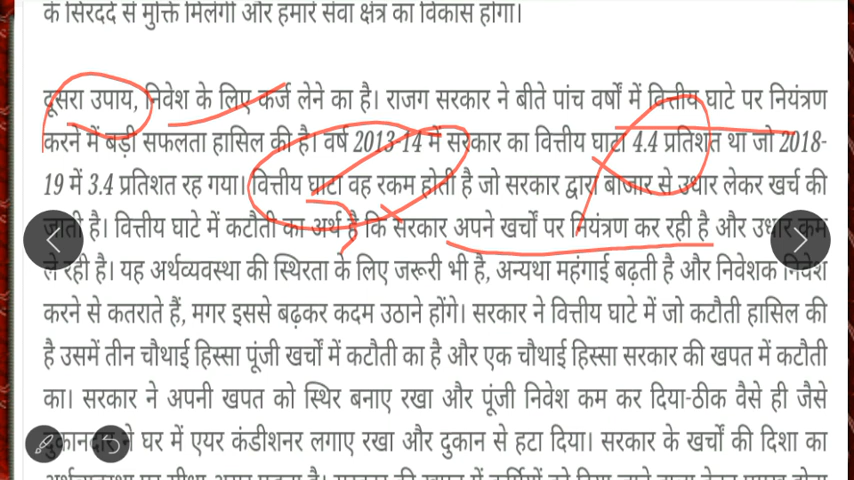 के सिरदर्द से मुक्ति मिलेगी और हमारे सेवा क्षेत्र का विकास होगा।
दूसरा उपाय, निवेश के लिए कर्ज लेने का है। राजग सरकार ने बीते पांच वर्षों में वित्तीय घाटे पर नियंत्रण
करने में बड़ी सफलता हासिल की है। वर्ष 2013-14 में सरकार का वित्तीय घाटा 4.4 प्रतिशत था जो 2018-
19 में 3.4 प्रतिशत रह गया। वित्तीय घाटा वह रकम होती है जो सरकार द्वारा बाजार से उधार लेकर खर्च की
जाती है। वित्तीय घाटे में कटौती का अर्थ है कि सरकार अपने खर्चों पर नियंत्रण कर रही है और उधार कम
ले रही है। यह अर्थव्यवस्था की स्थिरता के लिए जरूरी भी है, अन्यथा महंगाई बढ़ती है और निवेशक निवेश
करने से कतराते हैं, मगर इससे बढ़कर कदम उठाने होंगे। सरकार ने वित्तीय घाटे में जो कटौती हासिल की
है उसमें तीन चौथाई हिस्सा पूंजी खर्चों में कटौती का है और एक चौथाई हिस्सा सरकार की खपत में कटौती
का। सरकार ने अपनी खपत को स्थिर बनाए रखा और पूंजी निवेश कम कर दिया-ठीक वैसे ही जैसे
दुकानदार ने घर में एयर कंडीशनर लगाए रखा और दुकान से हटा दिया। सरकार के खर्चों की दिशा का